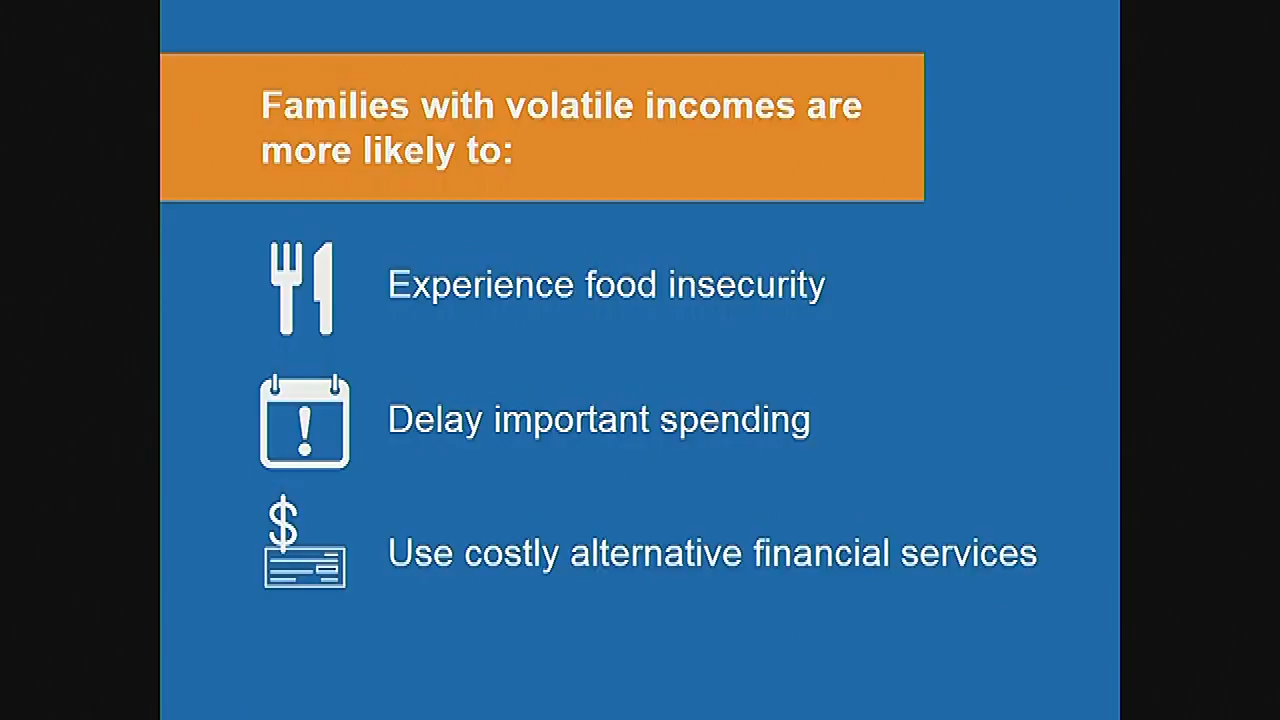 Families with volatile incomes are
more likely to:
Experience food insecurity
Delay important spending
Use costly alternative financial services